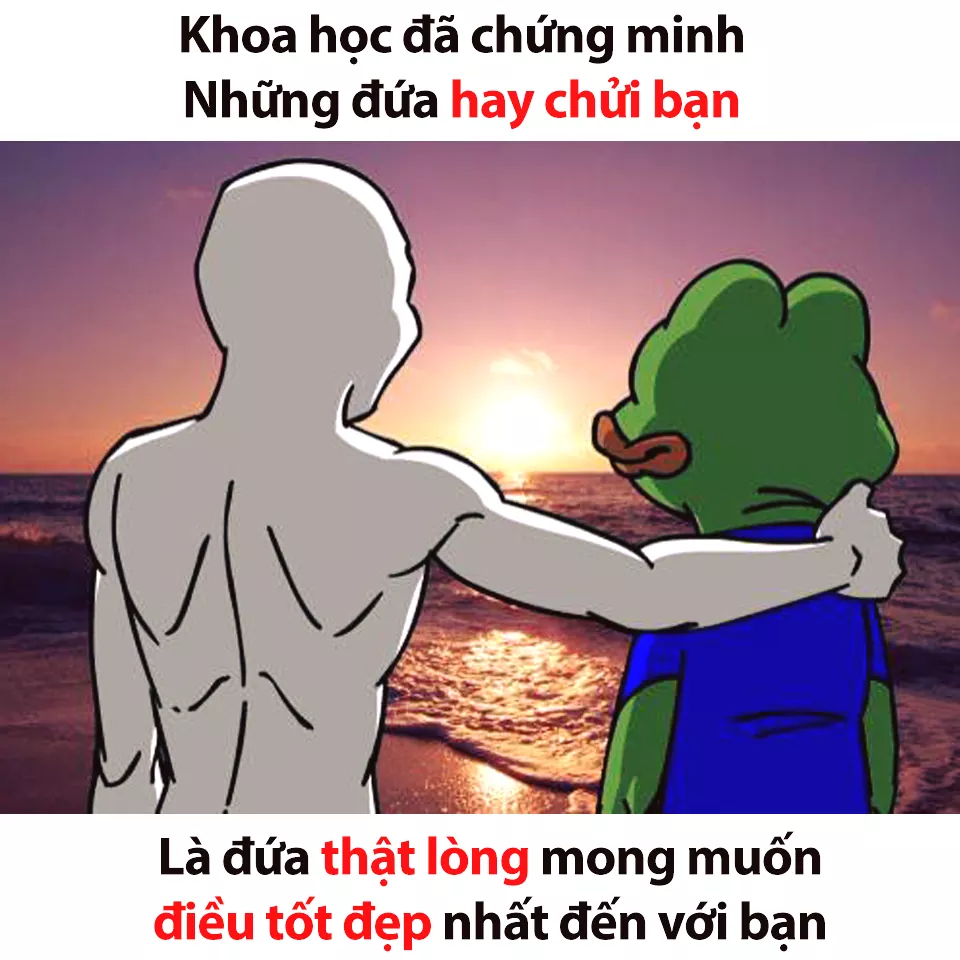 Khoa học đã chứng minh
Những đứa hay chửi bạn
Là đứa thật lòng mong muốn
điều tốt đẹp nhất đến với bạn